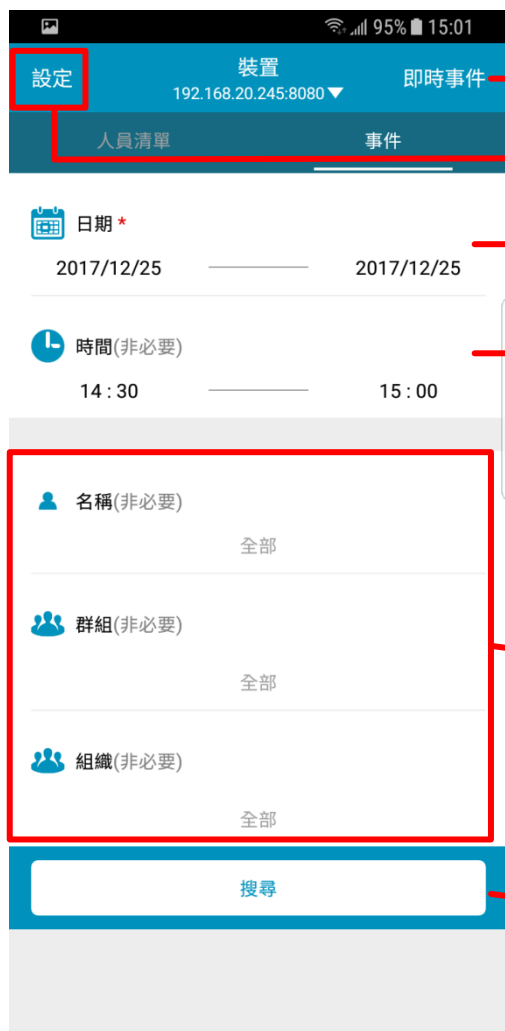 95% 15:01
設定 裝置 即時事件
192.168.20.245:8080
人員清單 事件
日期 *
2017/12/25 2017/12/25
時間(非必要)
14 : 30 15 : 00
名稱(非必要)
全部
群組(非必要)
全部
組織(非必要)
全部
搜尋